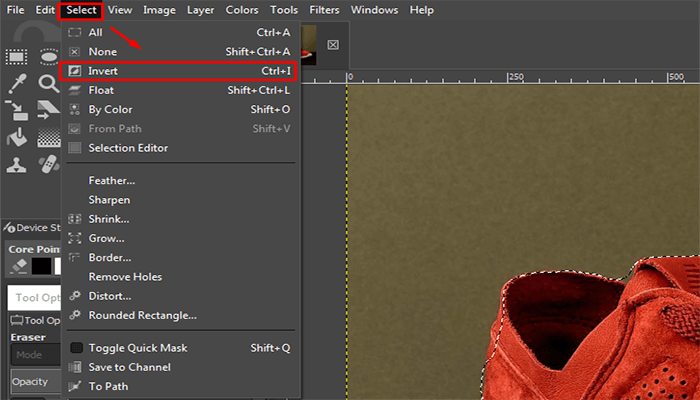 File Edit Select View Image Layer Colors Tools Filters Windows Help
All Ctrl+A
None Shift+Ctrl+A
Invert Ctrl+I
Float Shift+Ctrl+L
By Color Shift+O
From Path Shift+V
Selection Editor
Feather...
Sharpen
Shrink...
Grow...
Border...
Remove Holes
Distort...
Rounded Rectangle...
Toggle Quick Mask Shift+Q
Save to Channel
To Path
0 250 500
Device St
Core Poin
Tool Opt
Tool Op
Eraser
Mode
Opacity